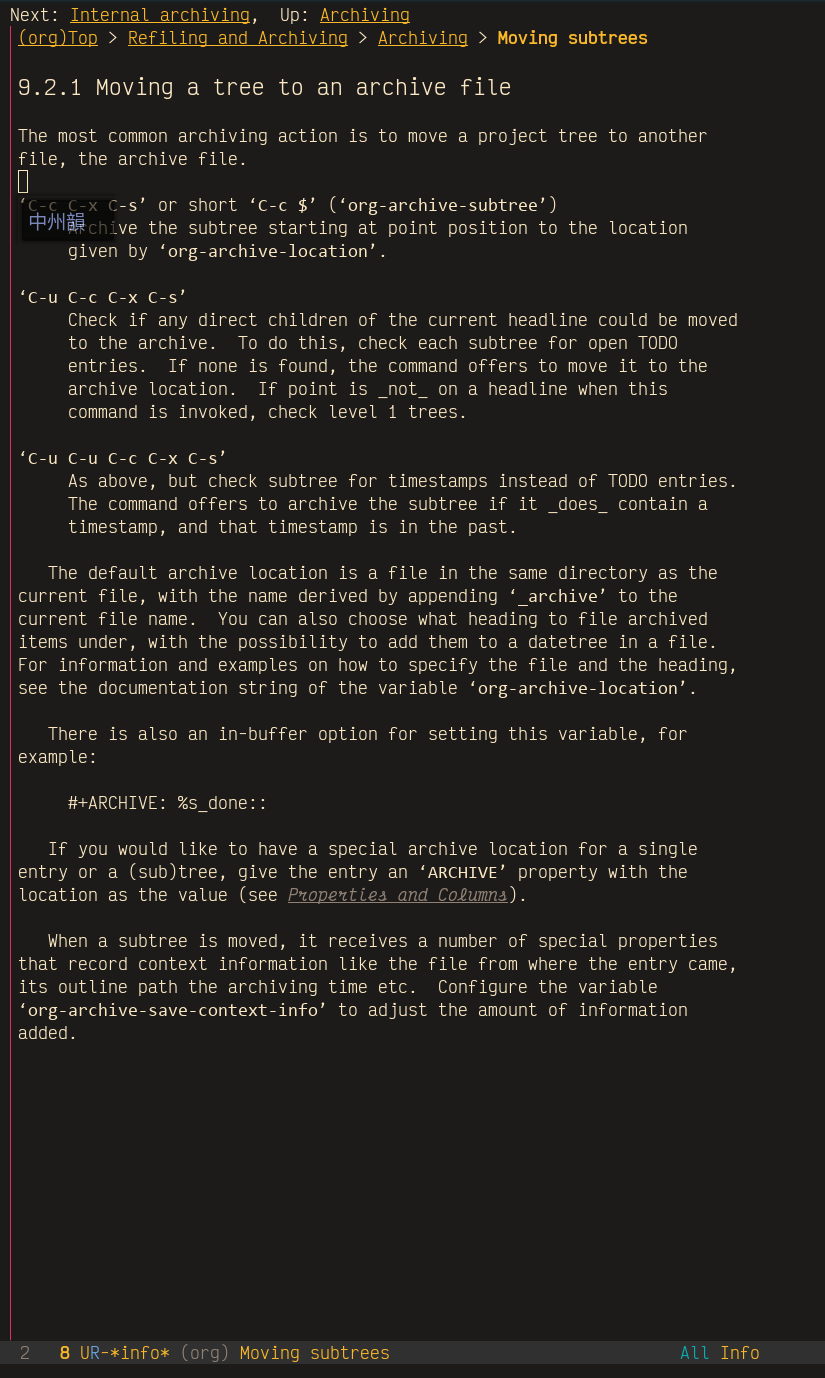 Next: Internal archiving,  Up: Archiving
(org)Top > Refiling and Archiving > Archiving > Moving subtrees
9.2.1 Moving a tree to an archive file
The most common archiving action is to move a project tree to another
file, the archive file.
‘C-c C-x C-s’ or short ‘C-c $’ (‘org-archive-subtree’)
中州韻
Archive the subtree starting at point position to the location
given by ‘org-archive-location’.
‘C-u C-c C-x C-s’
Check if any direct children of the current headline could be moved
to the archive.  To do this, check each subtree for open TODO
entries.  If none is found, the command offers to move it to the
archive location.  If point is _not_ on a headline when this
command is invoked, check level 1 trees.
‘C-u C-u C-c C-x C-s’
As above, but check subtree for timestamps instead of TODO entries.
The command offers to archive the subtree if it _does_ contain a
timestamp, and that timestamp is in the past.
The default archive location is a file in the same directory as the
current file, with the name derived by appending ‘_archive’ to the
current file name.  You can also choose what heading to file archived
items under, with the possibility to add them to a datetree in a file.
For information and examples on how to specify the file and the heading,
see the documentation string of the variable ‘org-archive-location’.
There is also an in-buffer option for setting this variable, for
example:
#+ARCHIVE: %s_done::
If you would like to have a special archive location for a single
entry or a (sub)tree, give the entry an ‘ARCHIVE’ property with the
location as the value (see Properties and Columns).
When a subtree is moved, it receives a number of special properties
that record context information like the file from where the entry came,
its outline path the archiving time etc.  Configure the variable
‘org-archive-save-context-info’ to adjust the amount of information
added.
2 8 UR-*info* (org) Moving subtrees All Info